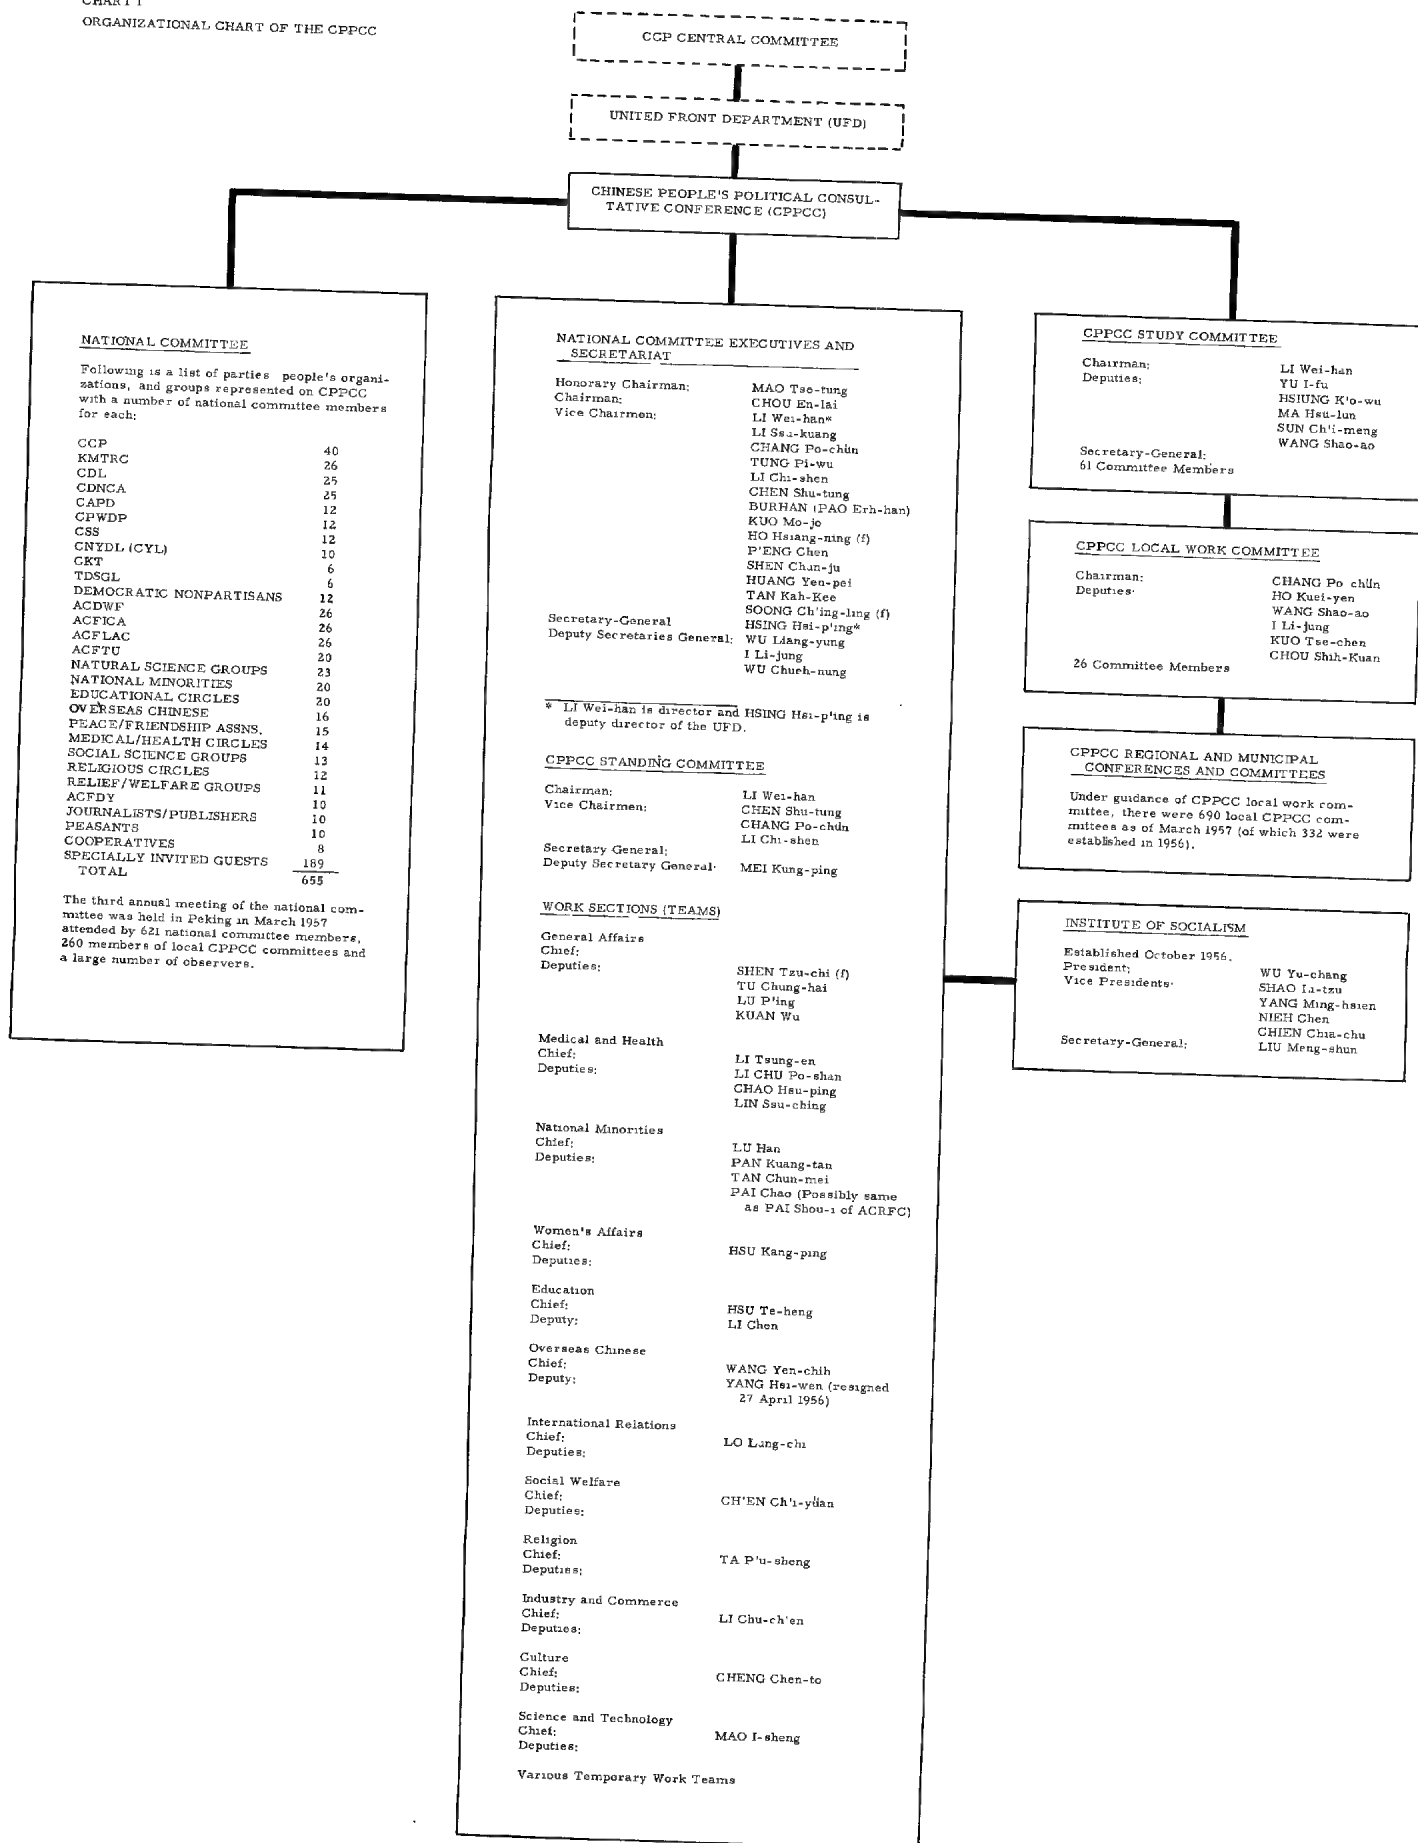 CHART 1
ORGANIZATIONAL CHART OF THE CPPCC
CCP CENTRAL COMMITTEE
UNITED FRONT DEPARTMENT (UFD)
CHINESE PEOPLE'S POLITICAL CONSUL-
TATIVE CONFERENCE (CPPCC)
NATIONAL COMMITTEE
Following is a list of parties people's organi-
zations, and groups represented on CPPCC
with a number of national committee members
for each:
CCP 40
KMTRC 26
CDL 25
CDNCA 25
CAPD 12
CPWDP 12
CSS 12
CNYDL (CYL) 10
CKT 6
TDSGL 6
DEMOCRATIC NONPARTISANS 12
ACDWF 26
ACFICA 26
ACFLAC 26
ACFTU 20
NATURAL SCIENCE GROUPS 23
NATIONAL MINORITIES 20
EDUCATIONAL CIRCLES 20
OVERSEAS CHINESE 16
PEACE/FRIENDSHIP ASSNS. 15
MEDICAL/HEALTH CIRCLES 14
SOCIAL SCIENCE GROUPS 13
RELIGIOUS CIRCLES 12
RELIEF/WELFARE GROUPS 11
ACFDY 10
JOURNALISTS/PUBLISHERS 10
PEASANTS 10
COOPERATIVES 8
SPECIALLY INVITED GUESTS 189
TOTAL 655
The third annual meeting of the national com-
mittee was held in Peking in March 1957
attended by 621 national committee members,
260 members of local CPPCC committees and
a large number of observers.
NATIONAL COMMITTEE EXECUTIVES AND
SECRETARIAT
Honorary Chairman: MAO Tse-tung
Chairman: CHOU En-lai
Vice Chairmen: LI Wei-han*
LI Ssu-kuang
CHANG Po-chün
TUNG Pi-wu
LI Chi-shen
CHEN Shu-tung
BURHAN (PAO Erh-han)
KUO Mo-jo
HO Hsiang-ning (f)
P'ENG Chen
SHEN Chun-ju
HUANG Yen-pei
TAN Kah-Kee
SOONG Ch'ing-ling (f)
Secretary-General HSING Hsi-p'ing*
Deputy Secretaries General: WU Liang-yung
I Li-jung
WU Chueh-nung
* LI Wei-han is director and HSING Hsi-p'ing is
deputy director of the UFD.
CPPCC STANDING COMMITTEE
Chairman: LI Wei-han
Vice Chairmen: CHEN Shu-tung
CHANG Po-chün
LI Chi-shen
Secretary General:
Deputy Secretary General: MEI Kung-ping
WORK SECTIONS (TEAMS)
General Affairs
Chief:
Deputies: SHEN Tzu-chi (f)
TU Chung-hai
LU P'ing
KUAN Wu
Medical and Health
Chief: LI Tsung-en
Deputies: LI CHU Po-shan
CHAO Hsu-ping
LIN Ssu-ching
National Minorities
Chief: LU Han
Deputies: PAN Kuang-tan
TAN Chun-mei
PAI Chao (Possibly same
as PAI Shou-i of ACRFC)
Women's Affairs
Chief: HSU Kang-ping
Deputies:
Education
Chief: HSU Te-heng
Deputy: LI Chen
Overseas Chinese
Chief: WANG Yen-chih
Deputy: YANG Hsi-wen (resigned
27 April 1956)
International Relations
Chief: LO Lung-chi
Deputies:
Social Welfare
Chief: CH'EN Ch'i-yüan
Deputies:
Religion
Chief: TA P'u-sheng
Deputies:
Industry and Commerce
Chief: LI Chu-ch'en
Deputies:
Culture
Chief: CHENG Chen-to
Deputies:
Science and Technology
Chief: MAO I-sheng
Deputies:
Various Temporary Work Teams
CPPCC STUDY COMMITTEE
Chairman: LI Wei-han
Deputies: YU I-fu
HSIUNG K'o-wu
MA Hsu-lun
SUN Ch'i-meng
WANG Shao-ao
Secretary-General:
61 Committee Members
CPPCC LOCAL WORK COMMITTEE
Chairman: CHANG Po chün
Deputies: HO Kuei-yen
WANG Shao-ao
I Li-jung
KUO Tse-chen
CHOU Shih-Kuan
26 Committee Members
CPPCC REGIONAL AND MUNICIPAL
CONFERENCES AND COMMITTEES
Under guidance of CPPCC local work com-
mittee, there were 690 local CPPCC com-
mittees as of March 1957 (of which 332 were
established in 1956).
INSTITUTE OF SOCIALISM
Established October 1956.
President: WU Yu-chang
Vice Presidents: SHAO Li-tzu
YANG Ming-hsien
NIEH Chen
CHIEN Chia-chu
Secretary-General: LIU Meng-shun